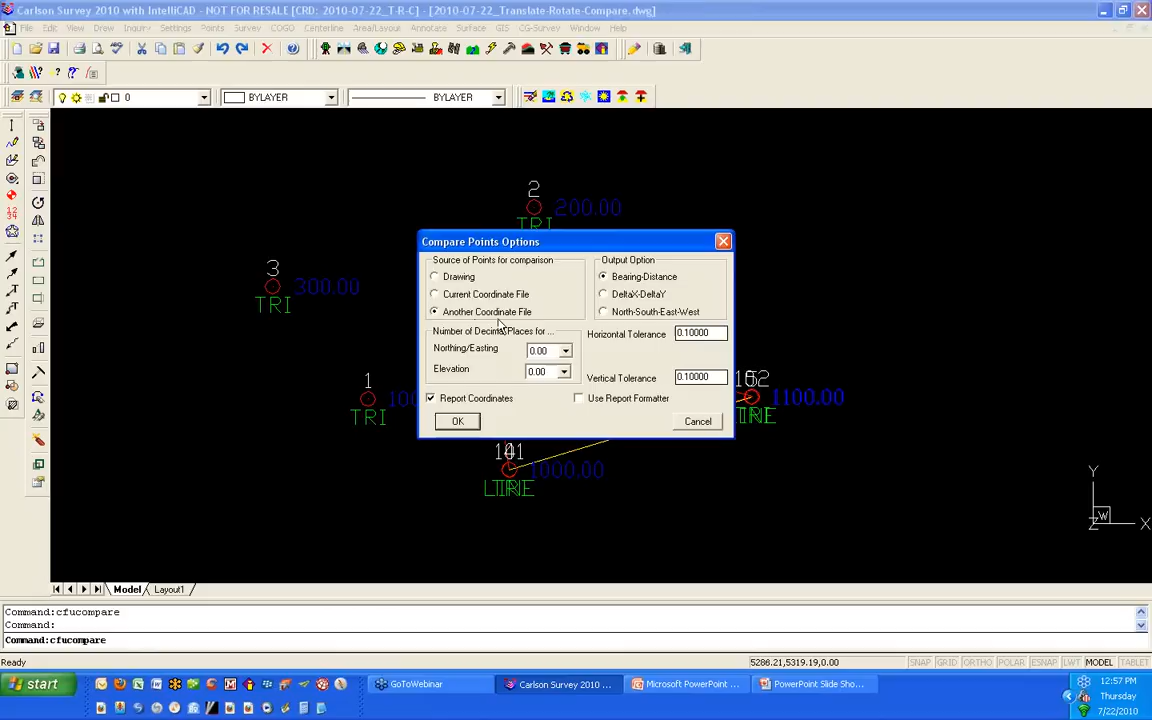 Carlson Survey 2010 with IntelliCAD - NOT FOR RESALE [CRD: 2010-07-22_T-R-C] - [2010-07-22_Translate-Rotate-Compare.dwg]
File Edit View Draw Inquiry Settings Points Survey COGO Centerline Area/Layout Annotate Surface GIS CG-Survey Window Help
0 BYLAYER BYLAYER
2
200.00
TRI
3
300.00
TRI
1
TRI
Compare Points Options
Source of Points for comparison
Drawing
Current Coordinate File
Another Coordinate File
Output Option
Bearing-Distance
DeltaX-DeltaY
North-South-East-West
Number of Decimal Places for ...
Northing/Easting 0.00
Elevation 0.00
Horizontal Tolerance 0.10000
Vertical Tolerance 0.10000
Report Coordinates
Use Report Formatter
OK Cancel
1100.00
1000.00
Y
W
X
Z
Model Layout1
Command:cfucompare
Command:
Command:cfucompare
Ready
5286.21,5319.19,0.00 SNAP GRID ORTHO POLAR ESNAP LWT MODEL TABLET
start
GoToWebinar
Carlson Survey 2010 ...
Microsoft PowerPoint ...
PowerPoint Slide Sho...
12:57 PM
Thursday
7/22/2010